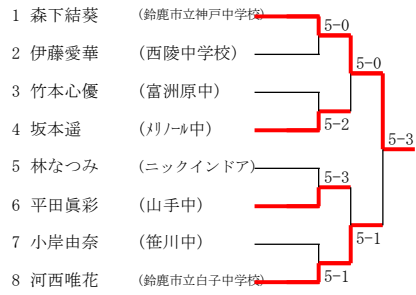 1 森下結葵 (鈴鹿市立神戸中学校) 5-0
2 伊藤愛華 (西陵中学校) 5-0
3 竹本心優 (富洲原中)
4 坂本遥 (メリノール中) 5-2
5-3
5 林なつみ (ニックインドア) 5-3
6 平田眞彩 (山手中)
7 小岸由奈 (笹川中) 5-1
8 河西唯花 (鈴鹿市立白子中学校) 5-1